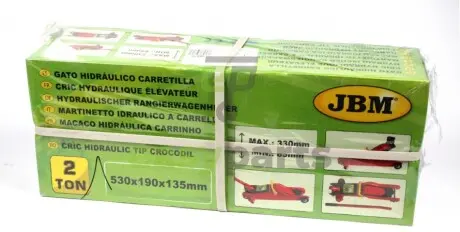 GATO HIDRÁULICO CARRETILLA
CRIC HYDRAULIQUE ÉLÉVATEUR
HYDRAULISCHER RANGIERWAGENHEBER
MARTINETTO IDRAULICO A CARRELLO
MACACO HIDRÁULICA CARRINHO
CRIC HIDRAULIC TIP CROCODIL
2
TON
530x190x135mm
JBM
MAX.: 330mm